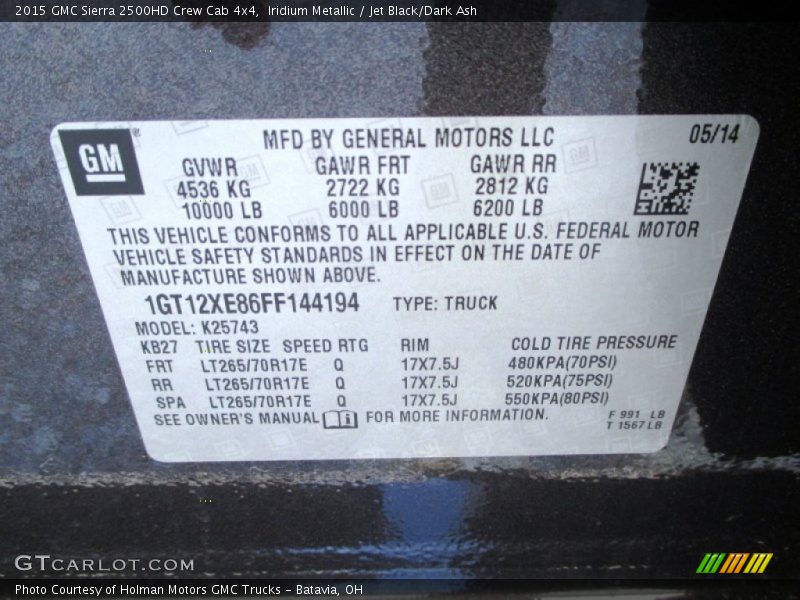 2015 GMC Sierra 2500HD Crew Cab 4x4, Iridium Metallic / Jet Black/Dark Ash
GM
MFD BY GENERAL MOTORS LLC 05/14
GVWR GAWR FRT GAWR RR
4536 KG 2722 KG 2812 KG
10000 LB 6000 LB 6200 LB
THIS VEHICLE CONFORMS TO ALL APPLICABLE U.S. FEDERAL MOTOR
VEHICLE SAFETY STANDARDS IN EFFECT ON THE DATE OF
MANUFACTURE SHOWN ABOVE.
1GT12XE86FF144194 TYPE: TRUCK
MODEL: K25743
KB27 TIRE SIZE SPEED RTG RIM COLD TIRE PRESSURE
FRT LT265/70R17E Q 17X7.5J 480KPA(70PSI)
RR LT265/70R17E Q 17X7.5J 520KPA(75PSI)
SPA LT265/70R17E Q 17X7.5J 550KPA(80PSI)
SEE OWNER'S MANUAL FOR MORE INFORMATION.
F 991 LB
T 1567 LB
GTCARLOT.COM
Photo Courtesy of Holman Motors GMC Trucks – Batavia, OH